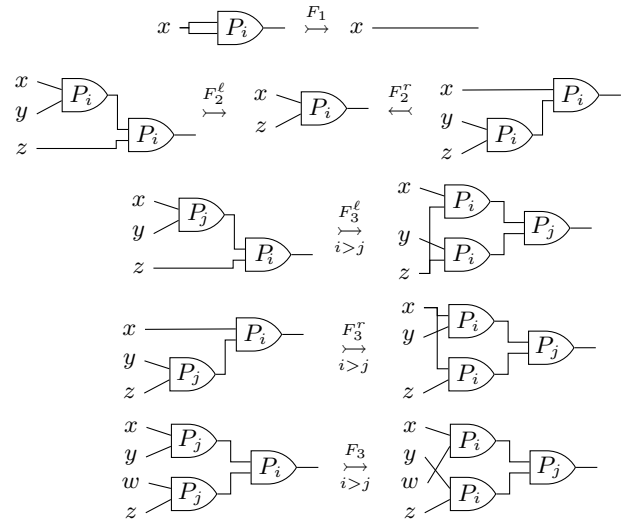 x P_i F_1 x
x y z P_i P_i F_2^ℓ x z P_i F_2^r x y z P_i P_i
x y z P_j P_i F_3^ℓ i>j x y z P_i P_i P_j
x y z P_i P_j F_3^r i>j x y z P_i P_i P_j
x y w z P_j P_j P_i F_3 i>j x y w z P_i P_i P_j